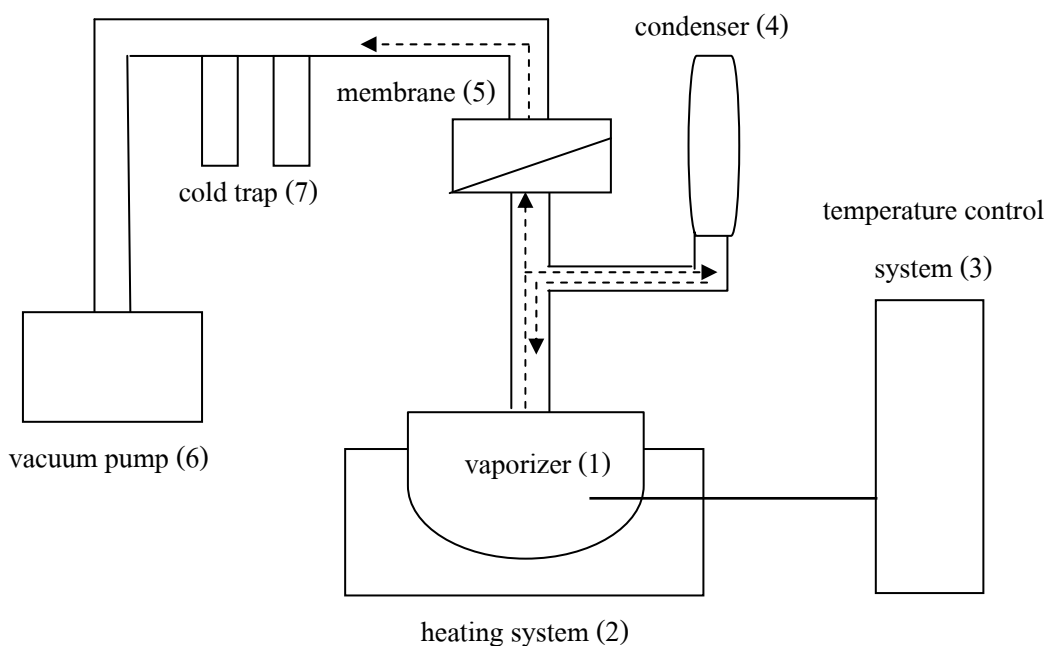 condenser (4)
membrane (5)
cold trap (7)
temperature control
system (3)
vacuum pump (6)
vaporizer (1)
heating system (2)